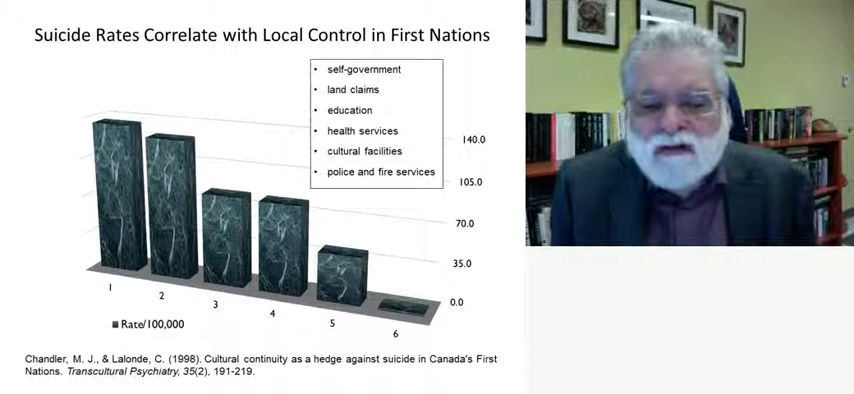 Suicide Rates Correlate with Local Control in First Nations
• self-government
• land claims
• education
• health services
• cultural facilities
• police and fire services
140.0
105.0
70.0
35.0
0.0
1
2
3
4
5
6
Rate/100,000
Chandler, M. J., & Lalonde, C. (1998). Cultural continuity as a hedge against suicide in Canada's First
Nations. Transcultural Psychiatry, 35(2), 191-219.